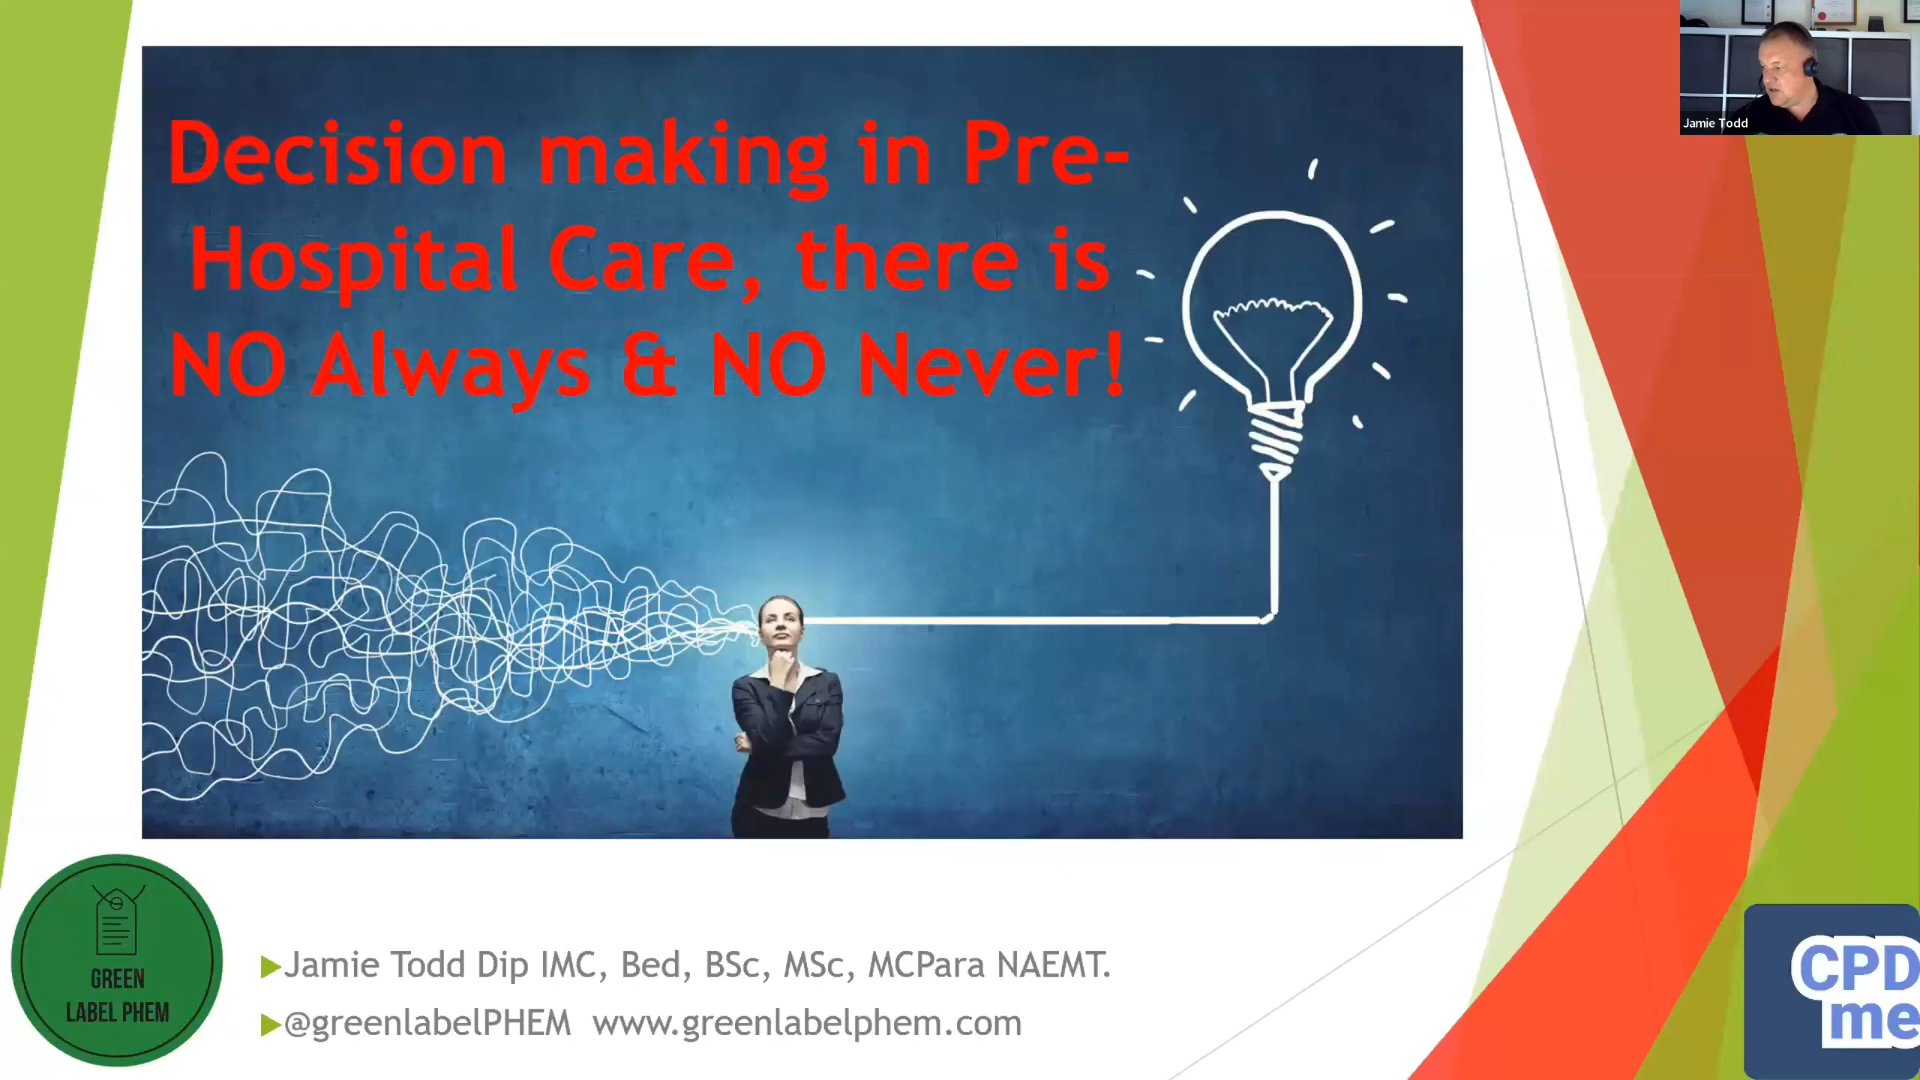 Decision making in Pre-
Hospital Care, there is
NO Always & NO Never!
Jamie Todd
GREEN
LABEL PHEM
►Jamie Todd Dip IMC, Bed, BSc, MSc, MCPara NAEMT.
►@greenlabelPHEM www.greenlabelphem.com
CPD
me